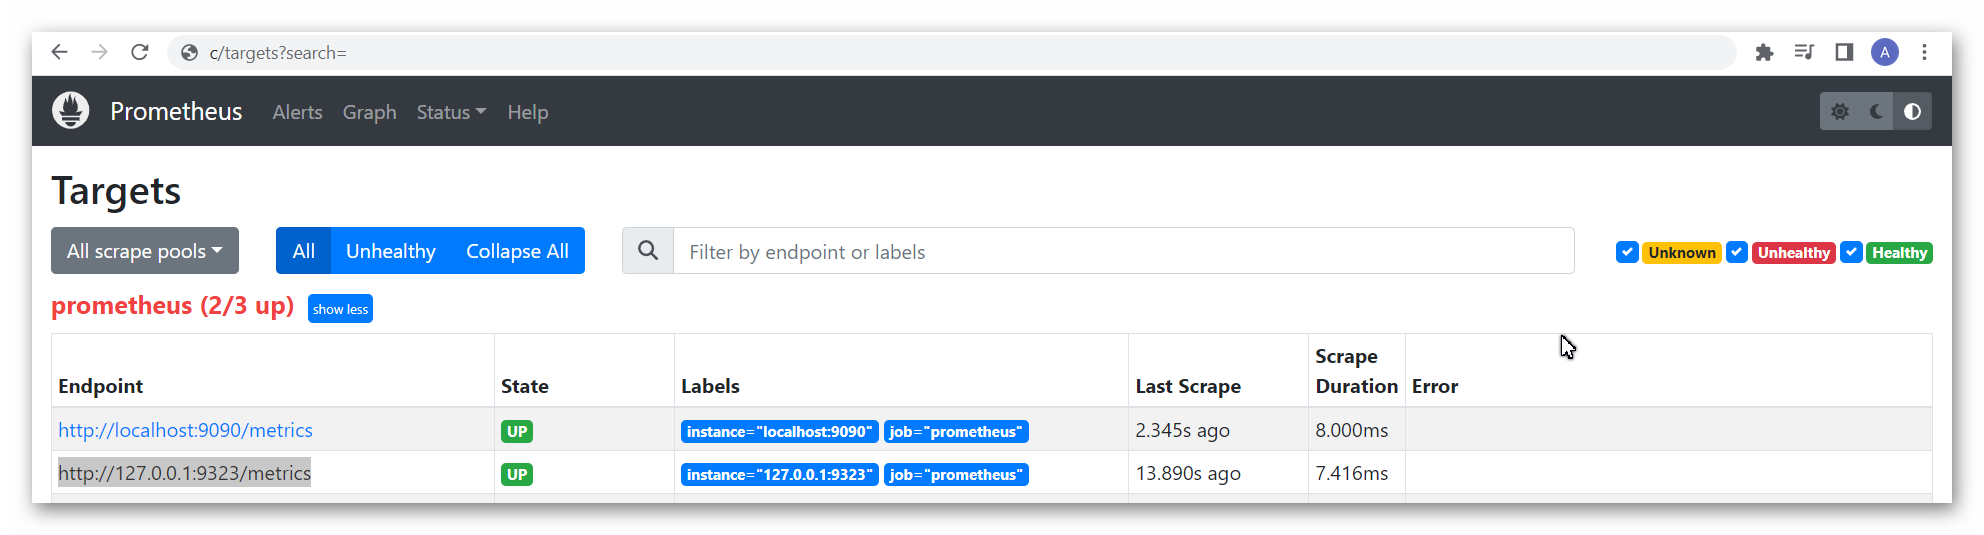 c/targets?search=
A
Prometheus Alerts Graph Status Help
Targets
All scrape pools All Unhealthy Collapse All Filter by endpoint or labels Unknown Unhealthy Healthy
prometheus (2/3 up) show less
Endpoint State Labels Last Scrape Scrape Duration Error
http://localhost:9090/metrics UP instance="localhost:9090" job="prometheus" 2.345s ago 8.000ms
http://127.0.0.1:9323/metrics UP instance="127.0.0.1:9323" job="prometheus" 13.890s ago 7.416ms